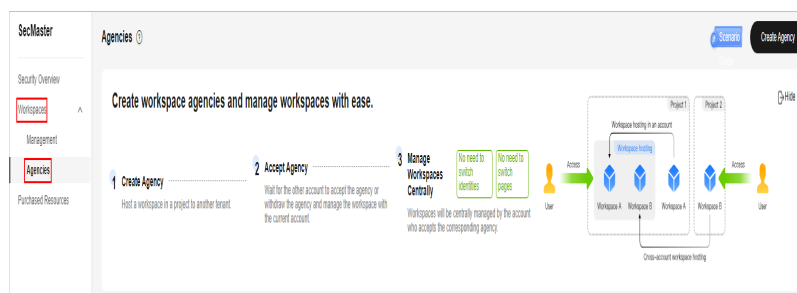 SecMaster
Security Overview
Workspaces
Management
Agencies
Purchased Resources
Agencies
Scenario
Create Agency
Create workspace agencies and manage workspaces with ease.
Hide
1 Create Agency
Host a workspace in a project to another tenant.
2 Accept Agency
Wait for the other account to accept the agency or
withdraw the agency and manage the workspace with
the current account.
3 Manage
Workspaces
Centrally
No need to
switch
identities
No need to
switch
pages
Workspaces will be centrally managed by the account
who accepts the corresponding agency.
Project 1
Project 2
Workspace hosting in an account
Workspace hosting
Access
Access
User
Workspace A
Workspace B
Workspace A
Workspace B
User
Cross-account workspace hosting